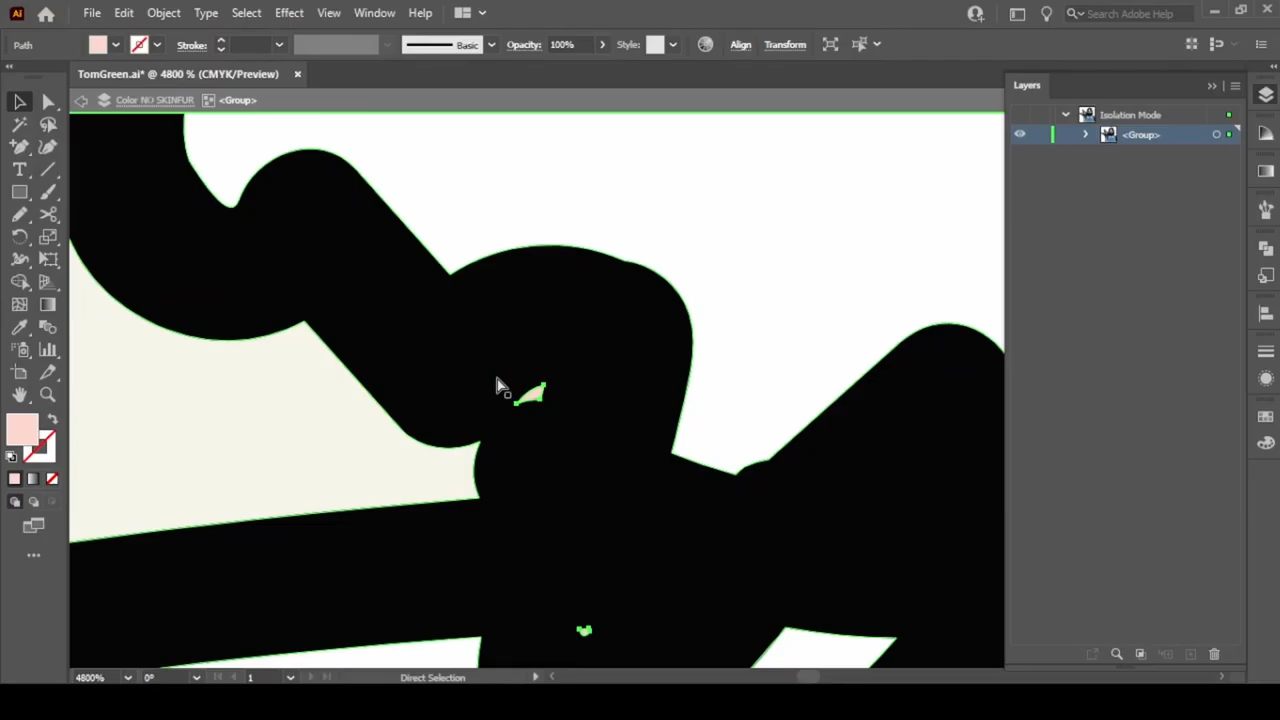 Ai File Edit Object Type Select Effect View Window Help Search Adobe Help
Path Stroke: Basic Opacity: 100% Style: Align Transform
TomGreen.ai* @ 4800 % (CMYK/Preview)
Color NO SKINFUR <Group>
Layers
Isolation Mode
<Group>
4800% 0° 1 Direct Selection